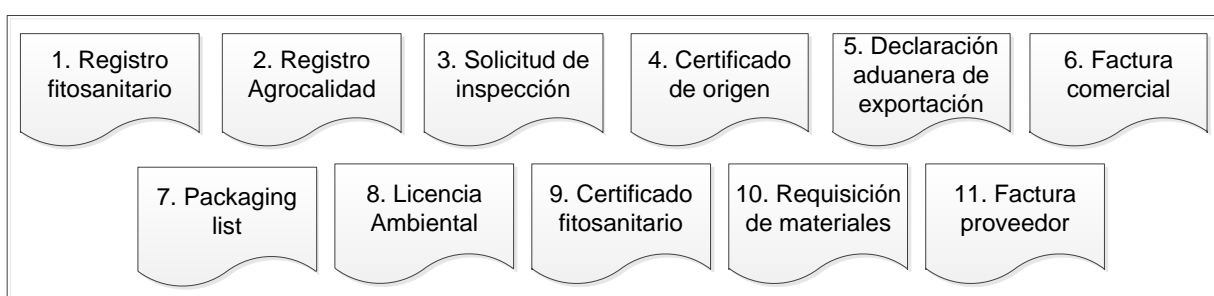 1. Registro
fitosanitario
2. Registro
Agrocalidad
3. Solicitud de
inspección
4. Certificado
de origen
5. Declaración
aduanera de
exportación
6. Factura
comercial
7. Packaging
list
8. Licencia
Ambiental
9. Certificado
fitosanitario
10. Requisición
de materiales
11. Factura
proveedor